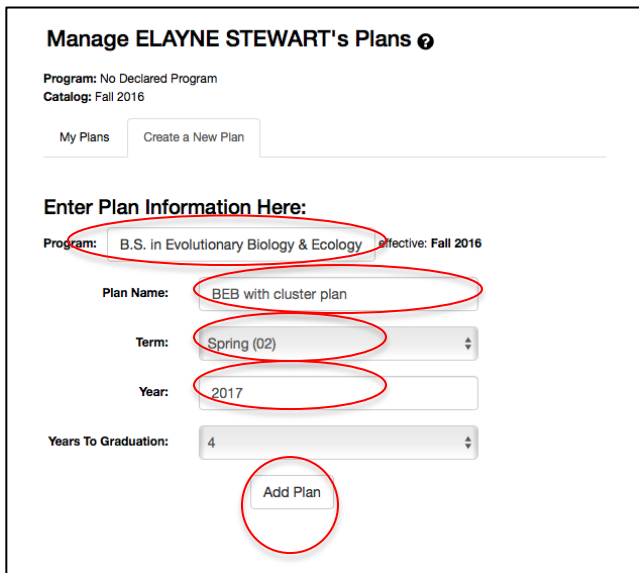 Manage ELAYNE STEWART's Plans ?
Program: No Declared Program
Catalog: Fall 2016
My Plans Create a New Plan
Enter Plan Information Here:
Program: B.S. in Evolutionary Biology & Ecology effective: Fall 2016
Plan Name: BEB with cluster plan
Term: Spring (02)
Year: 2017
Years To Graduation: 4
Add Plan